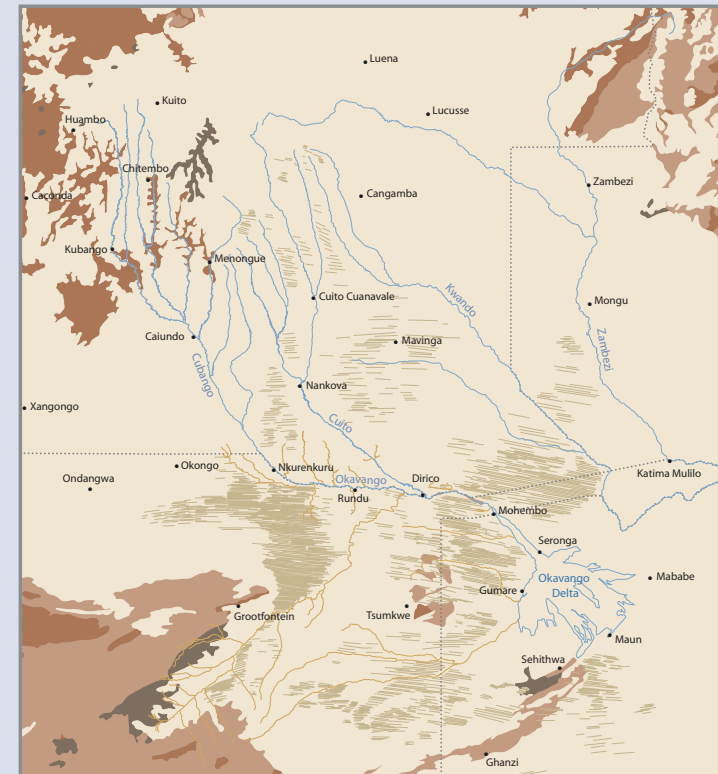 Luena
Kuito
Lucusse
Huambo
Chitembo
Zambezi
Caconda
Cangamba
Kubango
Menongue
Cuito Cuanavale
Kwando
Mongu
Caiundo
Mavinga
Zambezi
Cubango
Nankova
Xangongo
Cuito
Okongo
Nkurenkuru
Katima Mulilo
Ondangwa
Okavango
Dirico
Rundu
Mohembo
Seronga
Mababe
Okavango
Delta
Gumare
Grootfontein
Tsumkwe
Maun
Sehithwa
Ghanzi